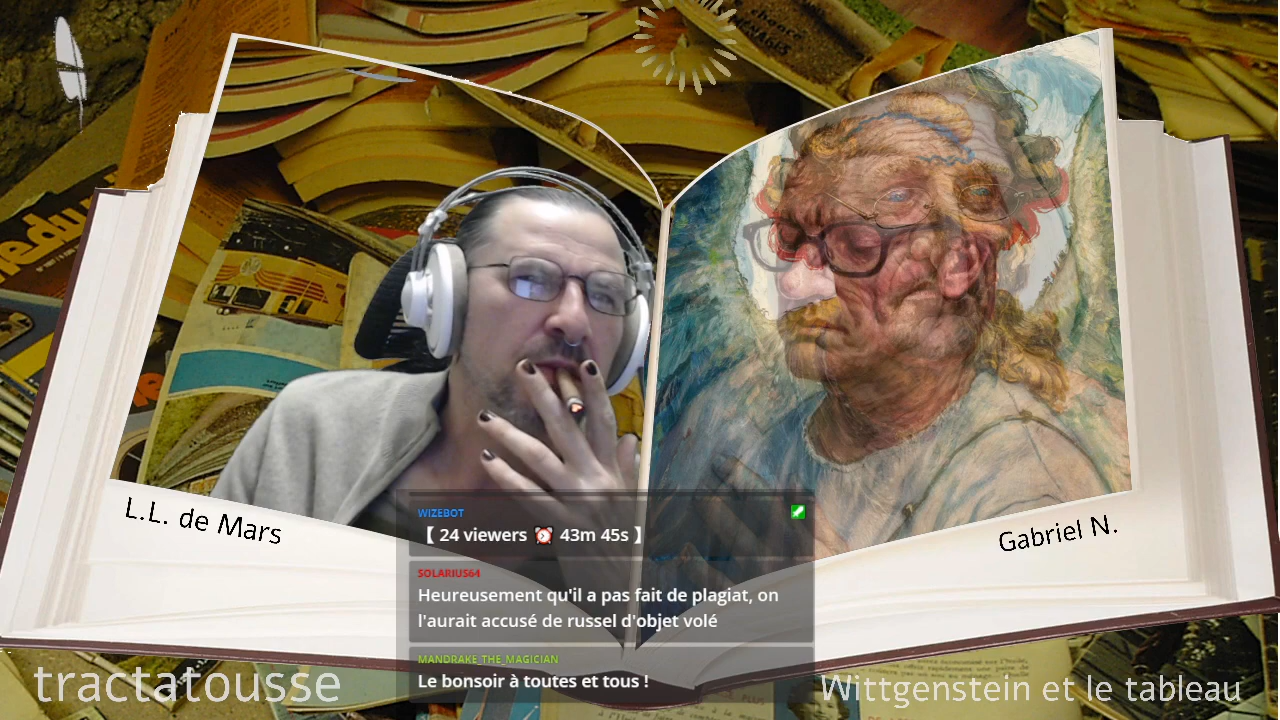 L.L. de Mars
Gabriel N.
WIZEBOT
【 24 viewers ⏰ 43m 45s 】
SOLARIUS64
Heureusement qu'il a pas fait de plagiat, on
l'aurait accusé de russel d'objet volé
MANDRAKE_THE_MAGICIAN
Le bonsoir à toutes et tous !
tractatousse
Wittgenstein et le tableau